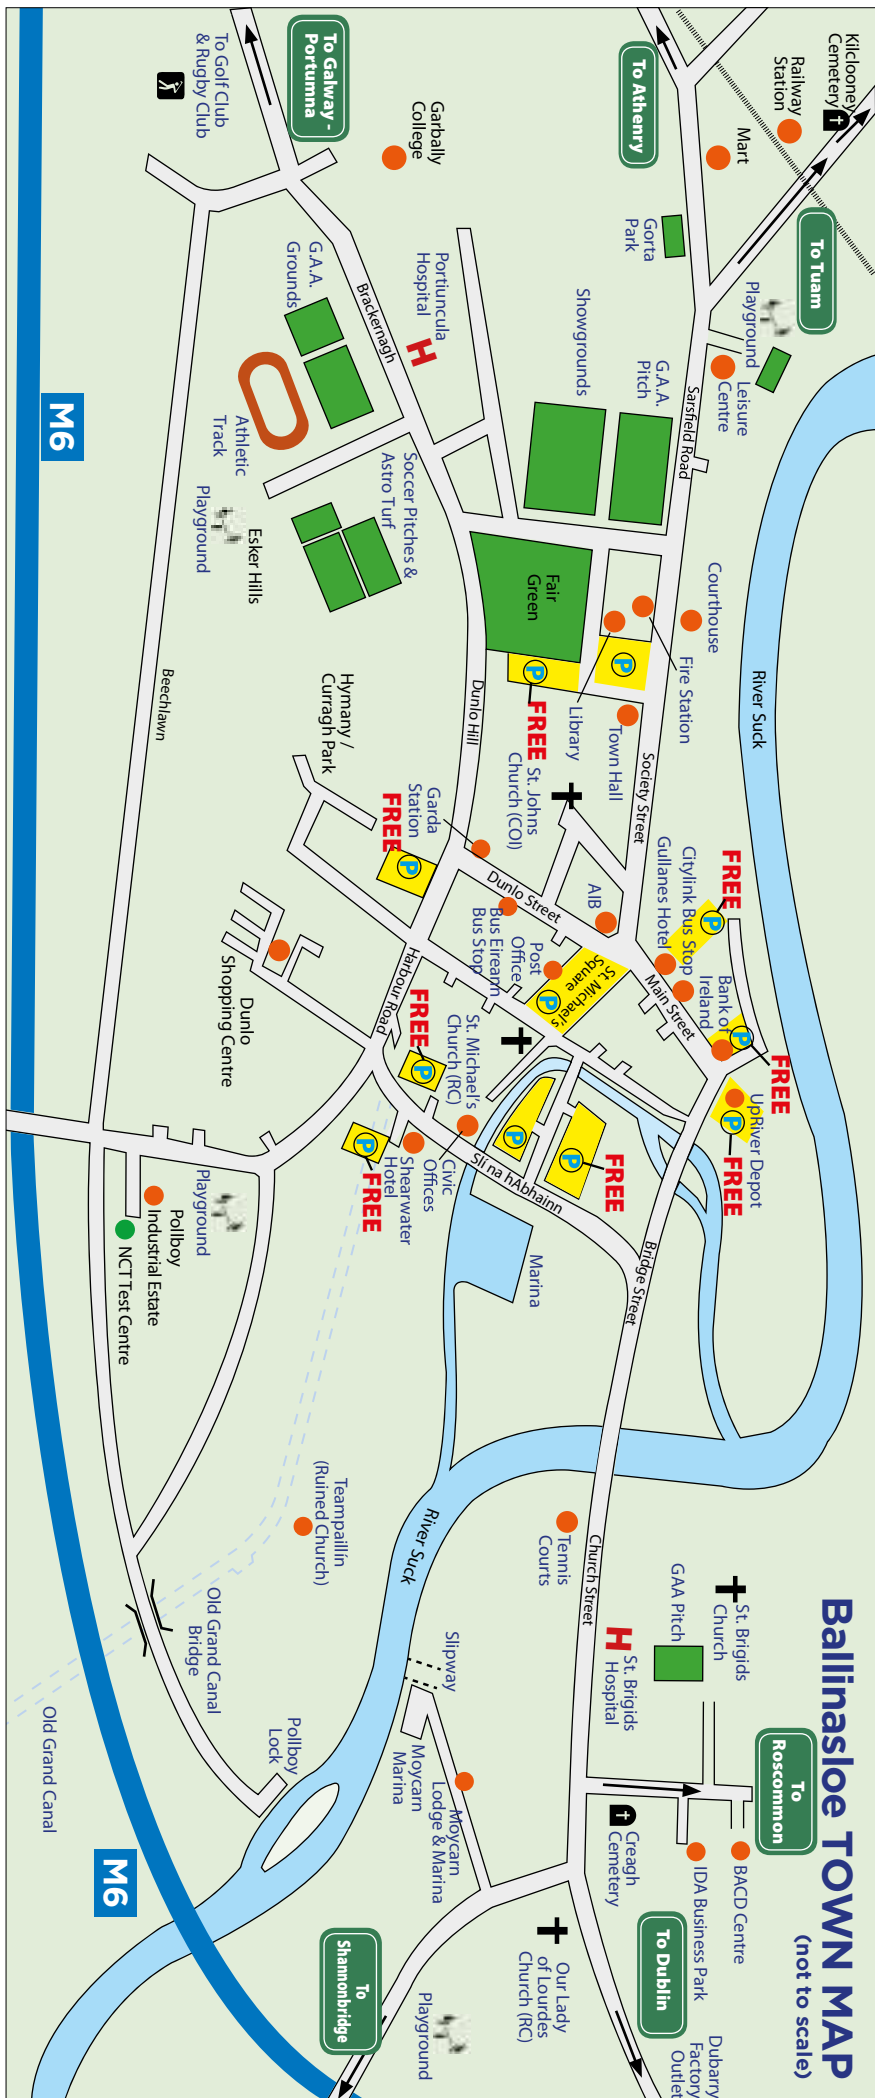 Ballinasloe TOWN MAP
(not to scale)
Kilclooney
Cemetery
Railway
Station
Mart
To Athenry
To Tuam
Gorta
Park
Playground
Leisure
Centre
To Galway -
Portumna
To Golf Club
& Rugby Club
Garbally
College
Portiuncula
Hospital
H
G.A.A.
Grounds
Brackernagh
Athletic
Track
Showgrounds
G.A.A.
Pitch
Sarsfield Road
Soccer Pitches &
Astro Turf
Esker Hills
Playground
M6
Beechlawn
Fair
Green
Courthouse
Fire Station
Library
Town Hall
P
P
FREE
River Suck
Society Street
Dunlo Hill
St. Johns
Church (COI)
Hymany /
Curragh Park
Garda
Station
FREE
P
Dunlo Street
AIB
Bus Eireann
Bus Stop
Post
Office
St. Michael's
Square
P
Gullanes Hotel
Citylink Bus Stop
FREE
P
Bank of
Ireland
Main Street
P
FREE
UpRiver Depot
P
FREE
Dunlo
Shopping Centre
Harbour Road
FREE
P
St. Michael's
Church (RC)
Civic
Offices
Shearwater
Hotel
P
FREE
P
P
FREE
Slí na hAbhainn
Marina
Bridge Street
Playground
Pollboy
Industrial Estate
NCT Test Centre
Teampaillín
(Ruined Church)
River Suck
Tennis
Courts
Church Street
St. Brigids
Church
GAA Pitch
H
St. Brigids
Hospital
Old Grand Canal
Bridge
Old Grand Canal
Slipway
Pollboy
Lock
Moycarn
Marina
Moycarn
Lodge & Marina
To
Roscommon
Creagh
Cemetery
BACD Centre
IDA Business Park
To Dublin
Our Lady
of Lourdes
Church (RC)
Dubarry
Factory
Outlet
To
Shannonbridge
Playground
M6